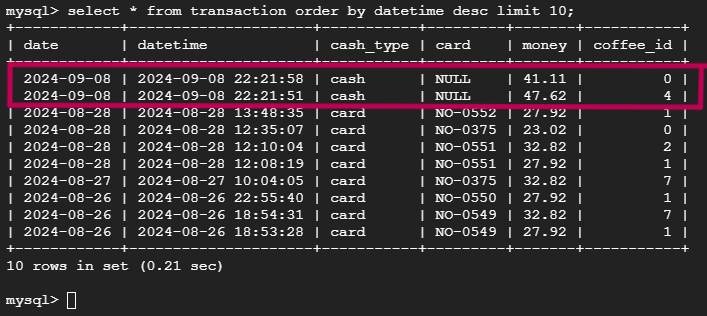 mysql> select * from transaction order by datetime desc limit 10;
+------------+---------------------+-----------+---------+-------+-----------+
| date       | datetime            | cash_type | card    | money | coffee_id |
+------------+---------------------+-----------+---------+-------+-----------+
| 2024-09-08 | 2024-09-08 22:21:58 | cash      | NULL    | 41.11 |         0 |
| 2024-09-08 | 2024-09-08 22:21:51 | cash      | NULL    | 47.62 |         4 |
| 2024-08-28 | 2024-08-28 13:48:35 | card      | NO-0552 | 27.92 |         1 |
| 2024-08-28 | 2024-08-28 12:35:07 | card      | NO-0375 | 23.02 |         0 |
| 2024-08-28 | 2024-08-28 12:10:04 | card      | NO-0551 | 32.82 |         2 |
| 2024-08-28 | 2024-08-28 12:08:19 | card      | NO-0551 | 27.92 |         1 |
| 2024-08-27 | 2024-08-27 10:04:05 | card      | NO-0375 | 32.82 |         7 |
| 2024-08-26 | 2024-08-26 22:55:40 | card      | NO-0550 | 27.92 |         1 |
| 2024-08-26 | 2024-08-26 18:54:31 | card      | NO-0549 | 32.82 |         7 |
| 2024-08-26 | 2024-08-26 18:53:28 | card      | NO-0549 | 27.92 |         1 |
+------------+---------------------+-----------+---------+-------+-----------+
10 rows in set (0.21 sec)
mysql>